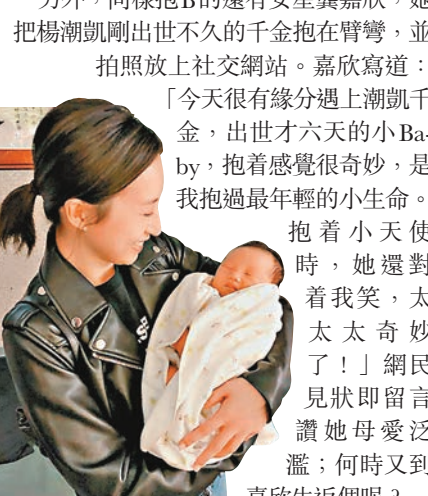 另外，同樣抱B的還有女星龔嘉欣，她
把楊潮凱剛出世不久的千金抱在臂彎，並
拍照放上社交網站。嘉欣寫道：
「今天很有緣分遇上潮凱千
金，出世才六天的小Ba-
by，抱着感覺很奇妙，是
我抱過最年輕的小生命。
抱着小天使
時，她還對
着我笑，太
太太奇妙
了！」網民
見狀即留言
讚她母愛泛
濫；何時又到
嘉欣生返個呢？